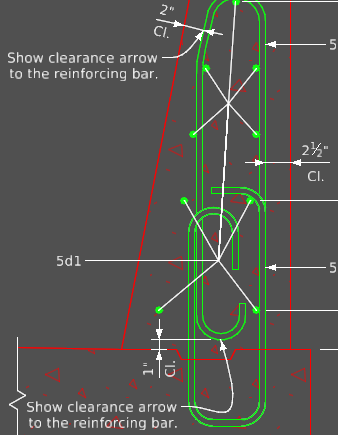 2"
Cl.
Show clearance arrow
to the reinforcing bar.
5
2½"
Cl.
5d1
5
1"
Cl.
Show clearance arrow
to the reinforcing bar.